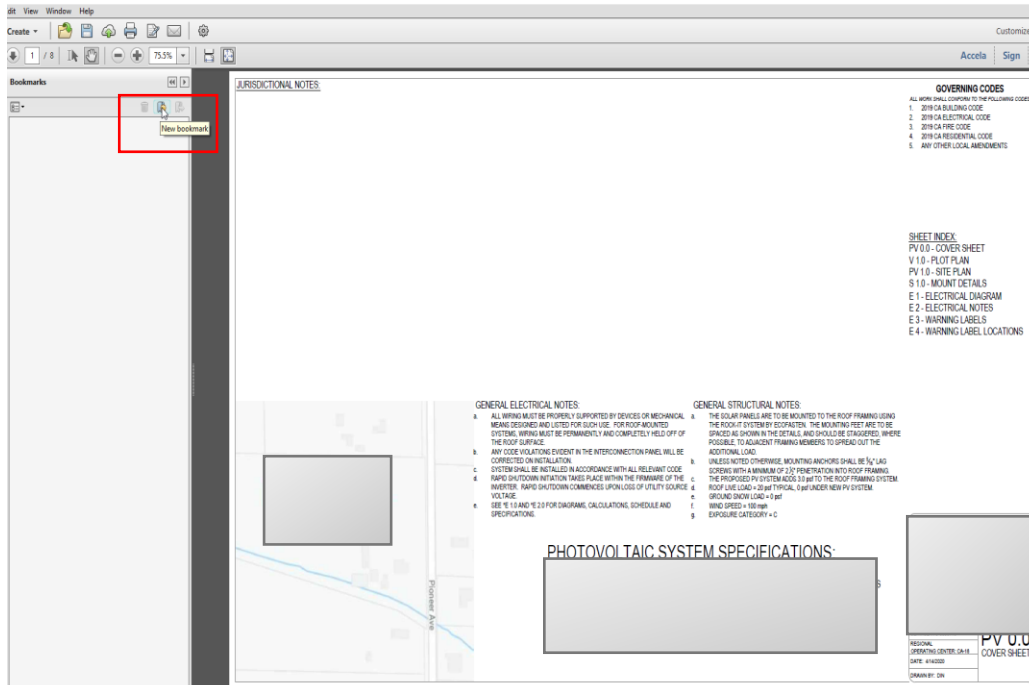 dit View Window Help
Create
Customize
1 / 8
75.5%
Accela Sign
Bookmarks
New bookmark
JURISDICTIONAL NOTES:
GOVERNING CODES
ALL WORK SHALL CONFORM TO THE FOLLOWING CODES
1. 2019 CA BUILDING CODE
2. 2019 CA ELECTRICAL CODE
3. 2019 CA FIRE CODE
4. 2019 CA RESIDENTIAL CODE
5. ANY OTHER LOCAL AMENDMENTS
SHEET INDEX:
PV 0.0 - COVER SHEET
V 1.0 - PLOT PLAN
PV 1.0 - SITE PLAN
S 1.0 - MOUNT DETAILS
E 1 - ELECTRICAL DIAGRAM
E 2 - ELECTRICAL NOTES
E 3 - WARNING LABELS
E 4 - WARNING LABEL LOCATIONS
GENERAL ELECTRICAL NOTES:
a. ALL WIRING MUST BE PROPERLY SUPPORTED BY DEVICES OR MECHANICAL
MEANS DESIGNED AND LISTED FOR SUCH USE. FOR ROOF-MOUNTED
SYSTEMS, WIRING MUST BE PERMANENTLY AND COMPLETELY HELD OFF OF
THE ROOF SURFACE.
b. ANY CODE VIOLATIONS EVIDENT IN THE INTERCONNECTION PANEL WILL BE
CORRECTED ON INSTALLATION.
c. SYSTEM SHALL BE INSTALLED IN ACCORDANCE WITH ALL RELEVANT CODE
d. RAPID SHUTDOWN INITIATION TAKES PLACE WITHIN THE FIRMWARE OF THE
INVERTER. RAPID SHUTDOWN COMMENCES UPON LOSS OF UTILITY SOURCE
VOLTAGE.
e. SEE *E 1.0 AND *E 2.0 FOR DIAGRAMS, CALCULATIONS, SCHEDULE AND
SPECIFICATIONS.
GENERAL STRUCTURAL NOTES:
a. THE SOLAR PANELS ARE TO BE MOUNTED TO THE ROOF FRAMING USING
THE ROCK-IT SYSTEM BY ECOFASTEN. THE MOUNTING FEET ARE TO BE
SPACED AS SHOWN IN THE DETAILS, AND SHOULD BE STAGGERED, WHERE
POSSIBLE, TO ADJACENT FRAMING MEMBERS TO SPREAD OUT THE
ADDITIONAL LOAD.
b. UNLESS NOTED OTHERWISE, MOUNTING ANCHORS SHALL BE 5/16" LAG
SCREWS WITH A MINIMUM OF 2½" PENETRATION INTO ROOF FRAMING.
c. THE PROPOSED PV SYSTEM ADDS 3.0 psf TO THE ROOF FRAMING SYSTEM.
d. ROOF LIVE LOAD = 20 psf TYPICAL, 0 psf UNDER NEW PV SYSTEM.
e. GROUND SNOW LOAD = 0 psf
f. WIND SPEED = 100 mph
g. EXPOSURE CATEGORY = C
PHOTOVOLTAIC SYSTEM SPECIFICATIONS:
S
Pioneer Ave
REGIONAL
OPERATING CENTER: CA-18
DATE: 4/14/2020
DRAWN BY: DIN
PV 0.0
COVER SHEET